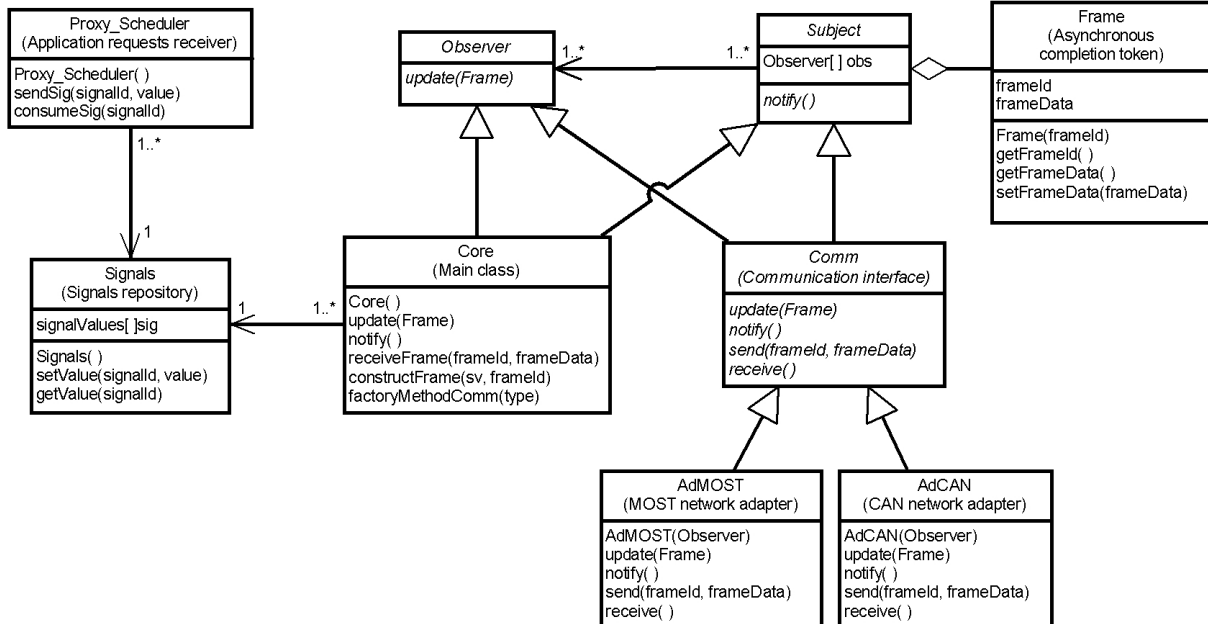 Proxy_Scheduler
(Application requests receiver)
Proxy_Scheduler( )
sendSig(signalId, value)
consumeSig(signalId)
1..*
1
Observer
update(Frame)
1..*
1..*
Subject
Observer[ ] obs
notify( )
Frame
(Asynchronous
completion token)
frameId
frameData
Frame(frameId)
getFrameId( )
getFrameData( )
setFrameData(frameData)
Signals
(Signals repository)
signalValues[ ]sig
Signals( )
setValue(signalId, value)
getValue(signalId)
1
1..*
Core
(Main class)
Core( )
update(Frame)
notify( )
receiveFrame(frameId, frameData)
constructFrame(sv, frameId)
factoryMethodComm(type)
Comm
(Communication interface)
update(Frame)
notify( )
send(frameId, frameData)
receive( )
AdMOST
(MOST network adapter)
AdMOST(Observer)
update(Frame)
notify( )
send(frameId, frameData)
receive( )
AdCAN
(CAN network adapter)
AdCAN(Observer)
update(Frame)
notify( )
send(frameId, frameData)
receive( )